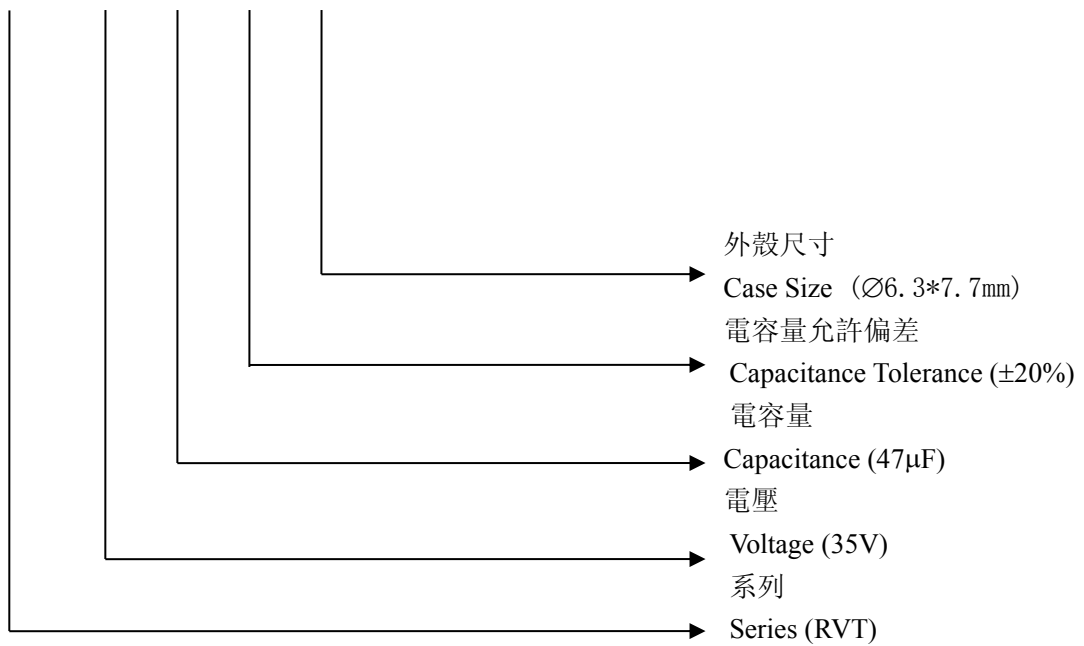 外殼尺寸
Case Size（∅6.3*7.7mm）
電容量允許偏差
Capacitance Tolerance (±20%)
電容量
Capacitance (47μF)
電壓
Voltage (35V)
系列
Series (RVT)